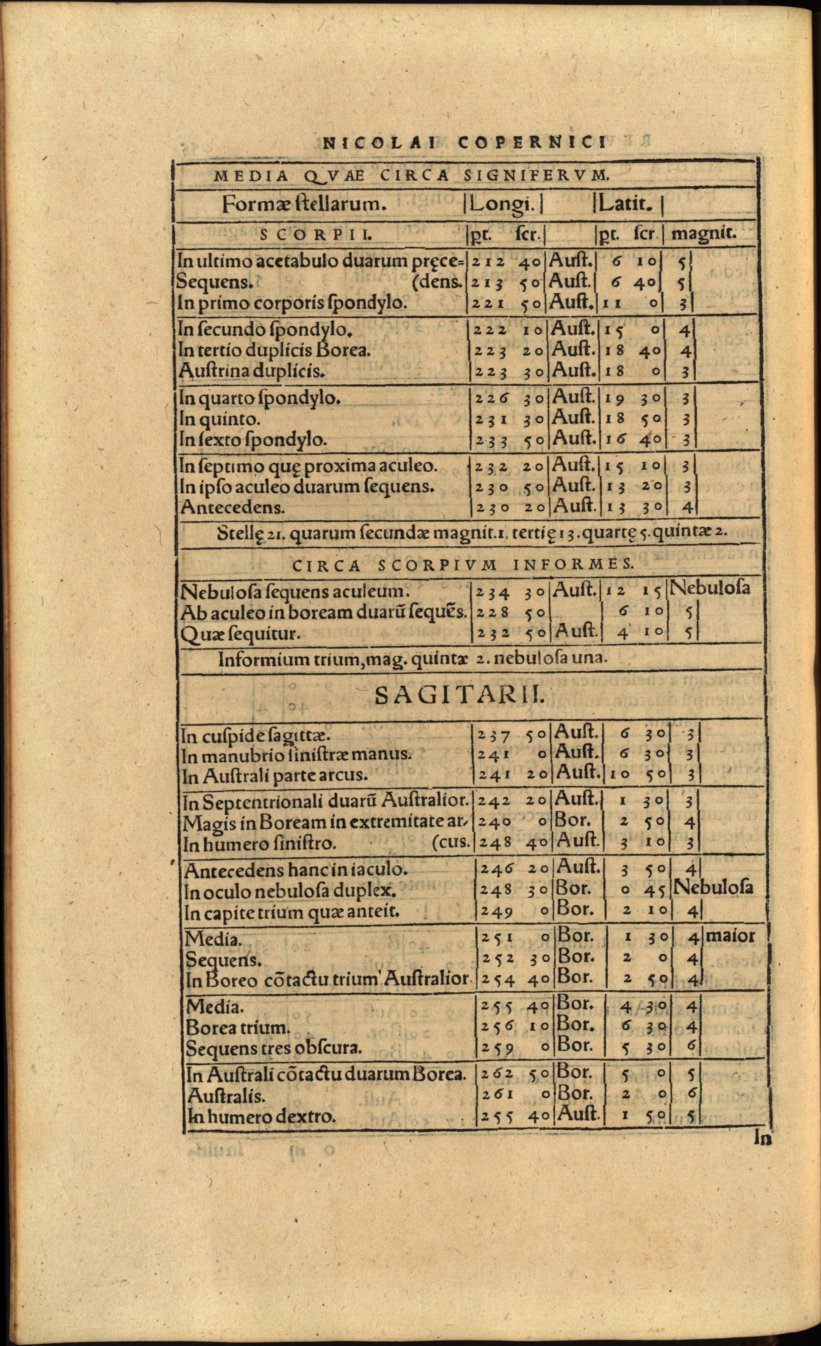 NICOLAI COPERNICI
MEDIA QVAE CIRCA SIGNIFERVM.
Formæ ſtellarum. Longi. Latit.
SCORPII. pt. ſcr. pt. ſcr magnit.
In ultimo acetabulo duarum pręce= 212 40 Auſt. 6 10 5
Sequens. (dens. 213 50 Auſt. 6 40 5
In primo corporis ſpondylo. 221 50 Auſt. 11 0 3
In ſecundo ſpondylo. 222 10 Auſt. 15 0 4
In tertio duplicis Borea. 223 20 Auſt. 18 40 4
Auſtrina duplicis. 223 30 Auſt. 18 0 3
In quarto ſpondylo. 226 30 Auſt. 19 30 3
In quinto. 231 30 Auſt. 18 50 3
In ſexto ſpondylo. 233 50 Auſt. 16 40 3
In ſeptimo quę proxima aculeo. 232 20 Auſt. 15 10 3
In ipſo aculeo duarum ſequens. 230 50 Auſt. 13 20 3
Antecedens. 230 20 Auſt. 13 30 4
Stellę 21. quarum ſecundæ magnit.1. tertię 13. quartę 5. quintæ 2.
CIRCA SCORPIVM INFORMES.
Nebuloſa ſequens aculeum. 234 30 Auſt. 12 15 Nebuloſa
Ab aculeo in boream duarū ſequẽs. 228 50 6 10 5
Quæ ſequitur. 232 50 Auſt. 4 10 5
Informium trium, mag. quintæ 2. nebuloſa una.
SAGITARII.
In cuſpide ſagittæ. 237 50 Auſt. 6 30 3
In manubrio ſiniſtræ manus. 241 0 Auſt. 6 30 3
In Auſtrali parte arcus. 241 20 Auſt. 10 50 3
In Septentrionali duarū Auſtralior. 242 20 Auſt. 1 30 3
Magis in Boream in extremitate ar- 240 0 Bor. 2 50 4
In humero ſiniſtro. (cus. 248 40 Auſt. 3 10 3
Antecedens hanc in iaculo. 246 20 Auſt. 3 50 4
In oculo nebuloſa duplex. 248 30 Bor. 0 45 Nebuloſa
In capite trium quæ anteit. 249 0 Bor. 2 10 4
Media. 251 0 Bor. 1 30 4 maior
Sequens. 252 30 Bor. 2 0 4
In Boreo cõtactu trium Auſtralior 254 40 Bor. 2 50 4
Media. 255 40 Bor. 4 30 4
Borea trium. 256 10 Bor. 6 30 4
Sequens tres obſcura. 259 0 Bor. 5 30 6
In Auſtrali cõtactu duarum Borea. 262 50 Bor. 5 0 5
Auſtralis. 261 0 Bor. 2 0 6
In humero dextro. 255 40 Auſt. 1 50 5
In